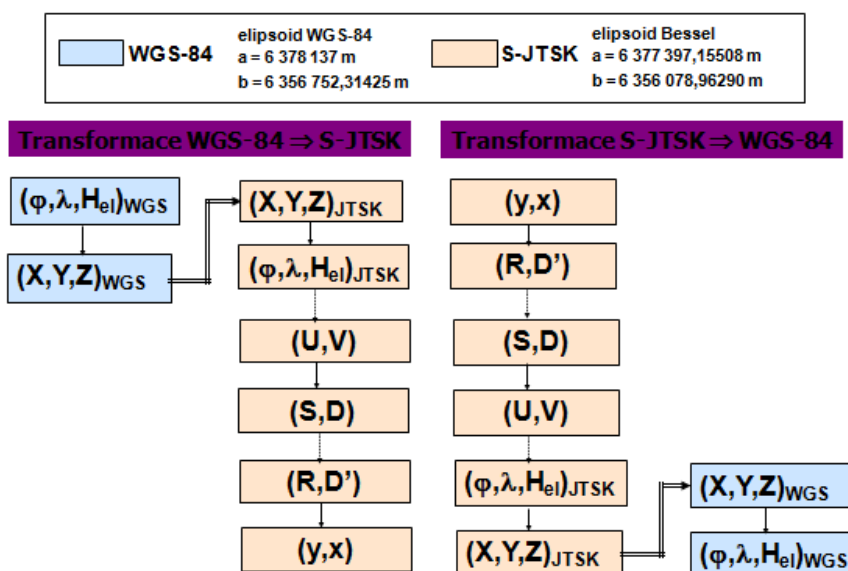 WGS-84
elipsoid WGS-84
a = 6 378 137 m
b = 6 356 752,31425 m
S-JTSK
elipsoid Bessel
a = 6 377 397,15508 m
b = 6 356 078,96290 m
Transformace WGS-84 ⇒ S-JTSK
(φ,λ,Hel)WGS
(X,Y,Z)WGS
(X,Y,Z)JTSK
(φ,λ,Hel)JTSK
(U,V)
(S,D)
(R,D’)
(y,x)
Transformace S-JTSK ⇒ WGS-84
(y,x)
(R,D’)
(S,D)
(U,V)
(φ,λ,Hel)JTSK
(X,Y,Z)JTSK
(X,Y,Z)WGS
(φ,λ,Hel)WGS